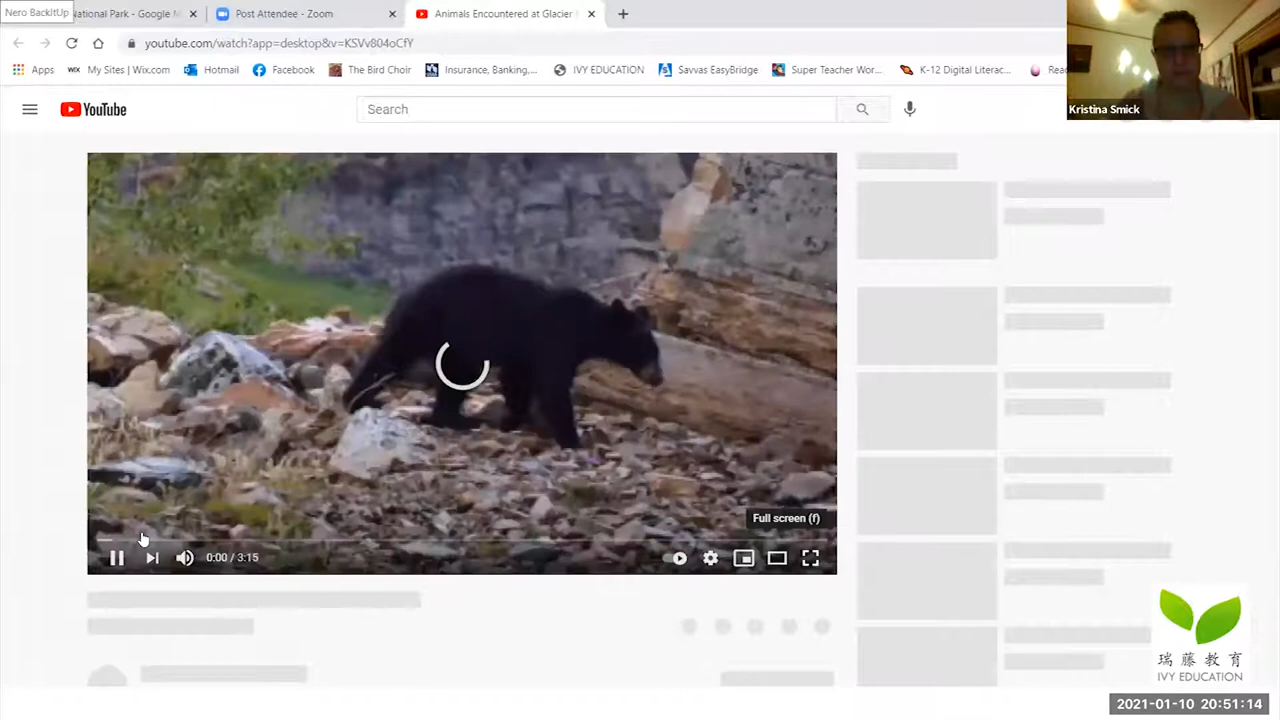 Nero BackItUp
National Park - Google M
Post Attendee - Zoom
Animals Encountered at Glacier
youtube.com/watch?app=desktop&v=KSVv804oCfY
Apps
WiX My Sites | Wix.com
Hotmail
Facebook
The Bird Choir
Insurance, Banking,...
IVY EDUCATION
Savvas EasyBridge
Super Teacher Wor...
K-12 Digital Literac...
Rea
Kristina Smick
YouTube
Search
Full screen (f)
0:00 / 3:15
瑞藤教育
IVY EDUCATION
2021-01-10 20:51:14